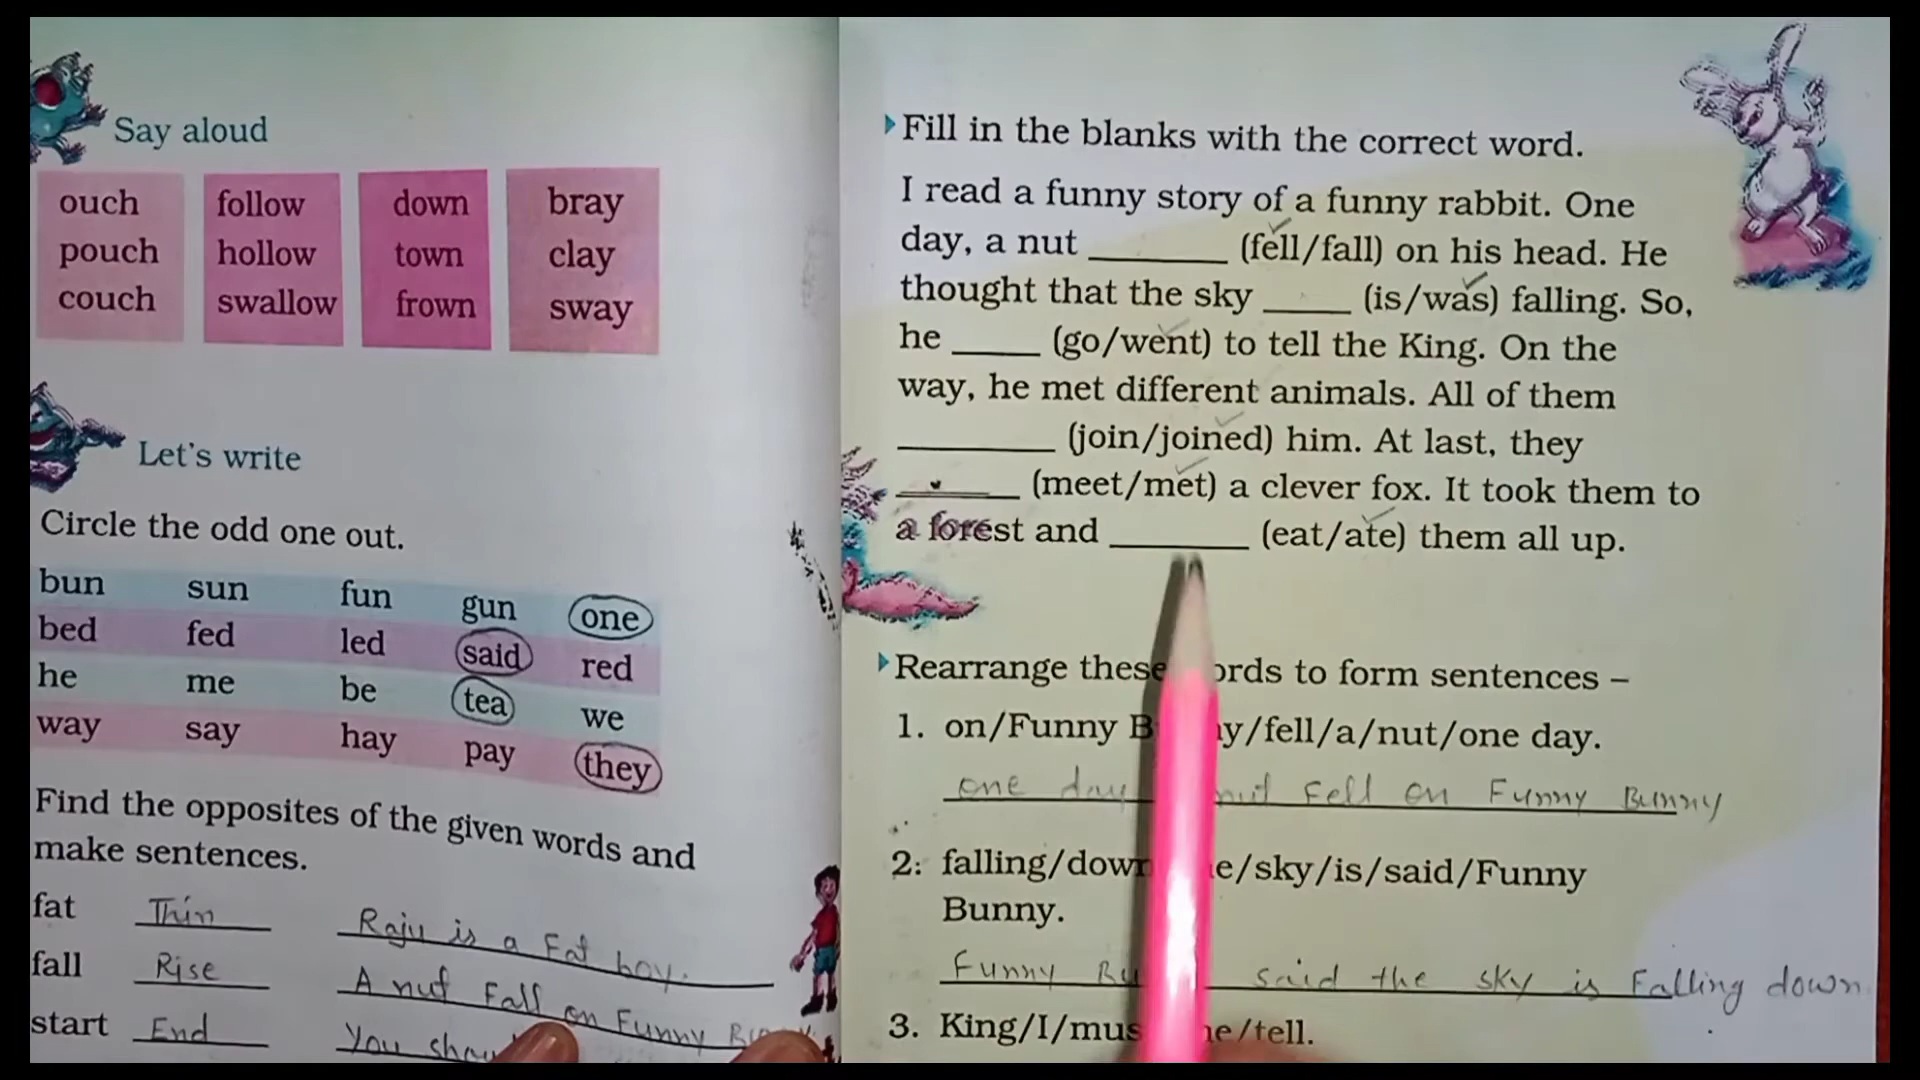 Say aloud
ouch follow down bray
pouch hollow town clay
couch swallow frown sway
Let's write
Circle the odd one out.
bun sun fun gun one
bed fed led said red
he me be tea we
way say hay pay they
Find the opposites of the given words and
make sentences.
fat Thin Raju is a Fat boy.
fall Rise A nut Fall on Funny
start End You
Fill in the blanks with the correct word.
I read a funny story of a funny rabbit. One
day, a nut ______ (fell/fall) on his head. He
thought that the sky ____ (is/was) falling. So,
he ____ (go/went) to tell the King. On the
way, he met different animals. All of them
_______ (join/joined) him. At last, they
_____ (meet/met) a clever fox. It took them to
a forest and ______ (eat/ate) them all up.
Rearrange these to form sentences –
1. on/Funny /fell/a/nut/one day.
one day nut Fell on Funny Bunny
2. falling/down /sky/is/said/Funny
Bunny.
Funny said the sky is Falling down
3. King/I/ /tell.